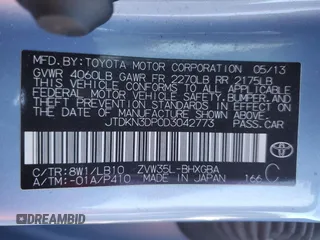 MFD.BY:TOYOTA MOTOR CORPORATION 05/13
GVWR 4060LB GAWR FR 2270LB RR 2175LB
THIS VEHICLE CONFORMS TO ALL APPLICABLE
FEDERAL MOTOR VEHICLE SAFETY, BUMPER, AND
THEFT PREVENTION STANDARDS IN EFFECT ON
THE DATE OF MANUFACTURE SHOWN ABOVE.
JTDKN3DP0D3042773
C/TR:8W1/LB10 ZVW35L-BHXGBA
A/TM:-01A/P410 MADE IN JAPAN 166 C
DREAMBID